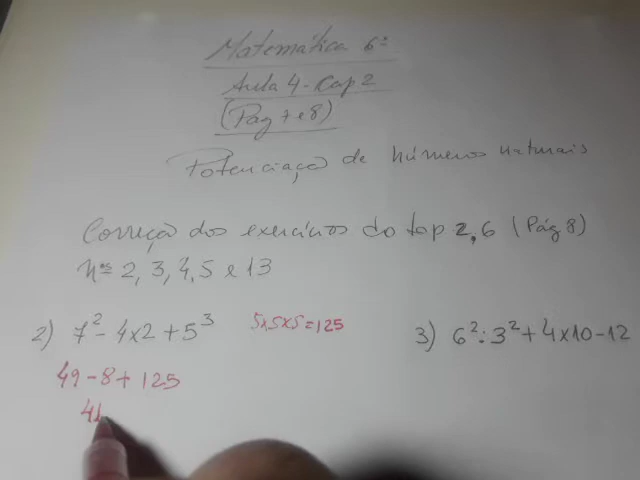 Matemática 6º
Aula 4 - Cap 2
(Pág 7 e 8)
Potenciação de números naturais
Correção dos exercícios do top 2,6 (Pág 8)
Nºs 2, 3, 4, 5 e 13
2) 7² - 4x2 + 5³ 5x5x5=125 3) 6² : 3² + 4x10-12
49 - 8 + 125
41